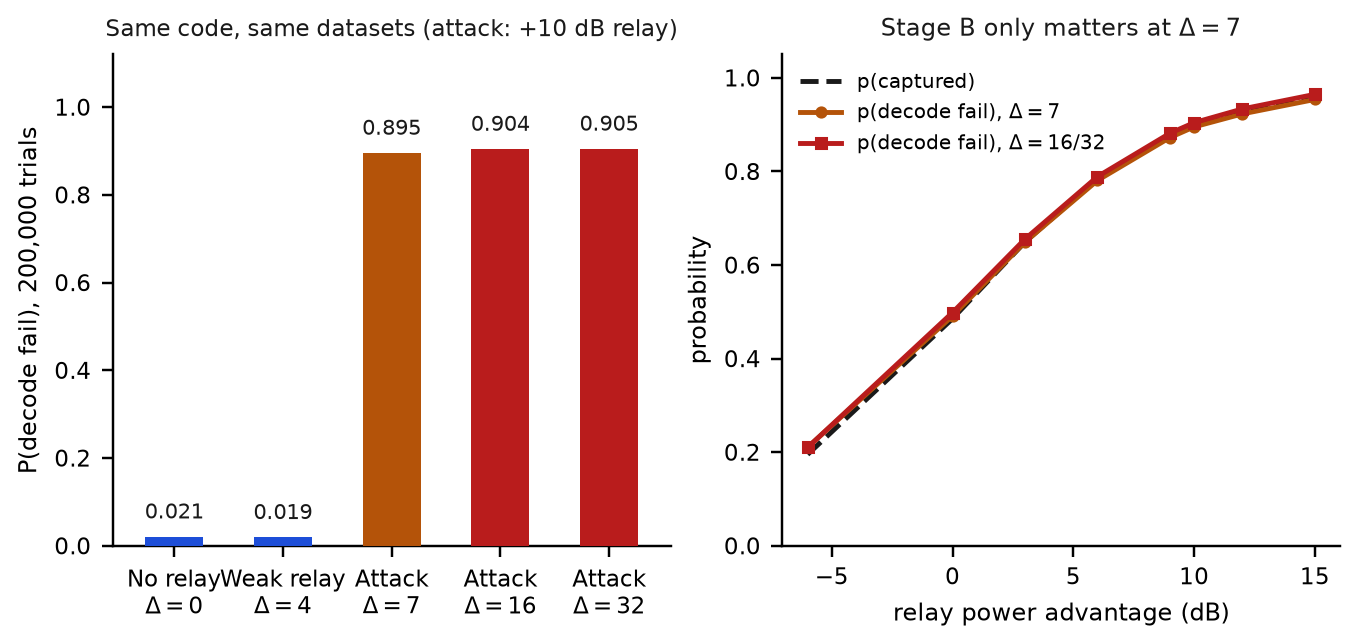 Same code, same datasets (attack: +10 dB relay)
P(decode fail), 200,000 trials
1.0
0.8
0.6
0.4
0.2
0.0
0.021
0.019
0.895
0.904
0.905
No relay
Δ = 0
Weak relay
Δ = 4
Attack
Δ = 7
Attack
Δ = 16
Attack
Δ = 32
Stage B only matters at Δ = 7
p(captured)
p(decode fail), Δ = 7
p(decode fail), Δ = 16/32
probability
1.0
0.8
0.6
0.4
0.2
0.0
−5
0
5
10
15
relay power advantage (dB)